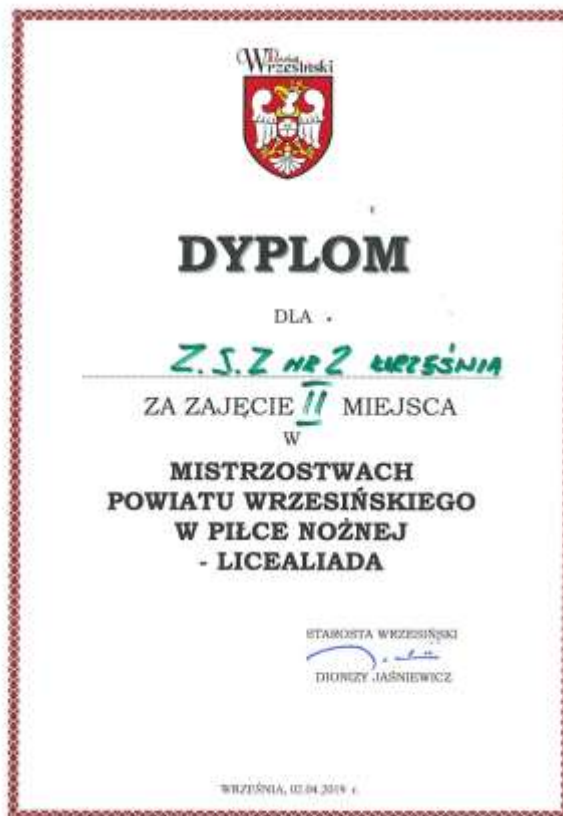 Powiat
Wrzesiński
DYPLOM
DLA
Z.S.Z NR 2 WRZEŚNIA
ZA ZAJĘCIE II MIEJSCA
W
MISTRZOSTWACH
POWIATU WRZESIŃSKIEGO
W PIŁCE NOŻNEJ
- LICEALIADA
STAROSTA WRZESIŃSKI
DIONIZY JAŚNIEWICZ
WRZEŚNIA, 02.04.2019 r.